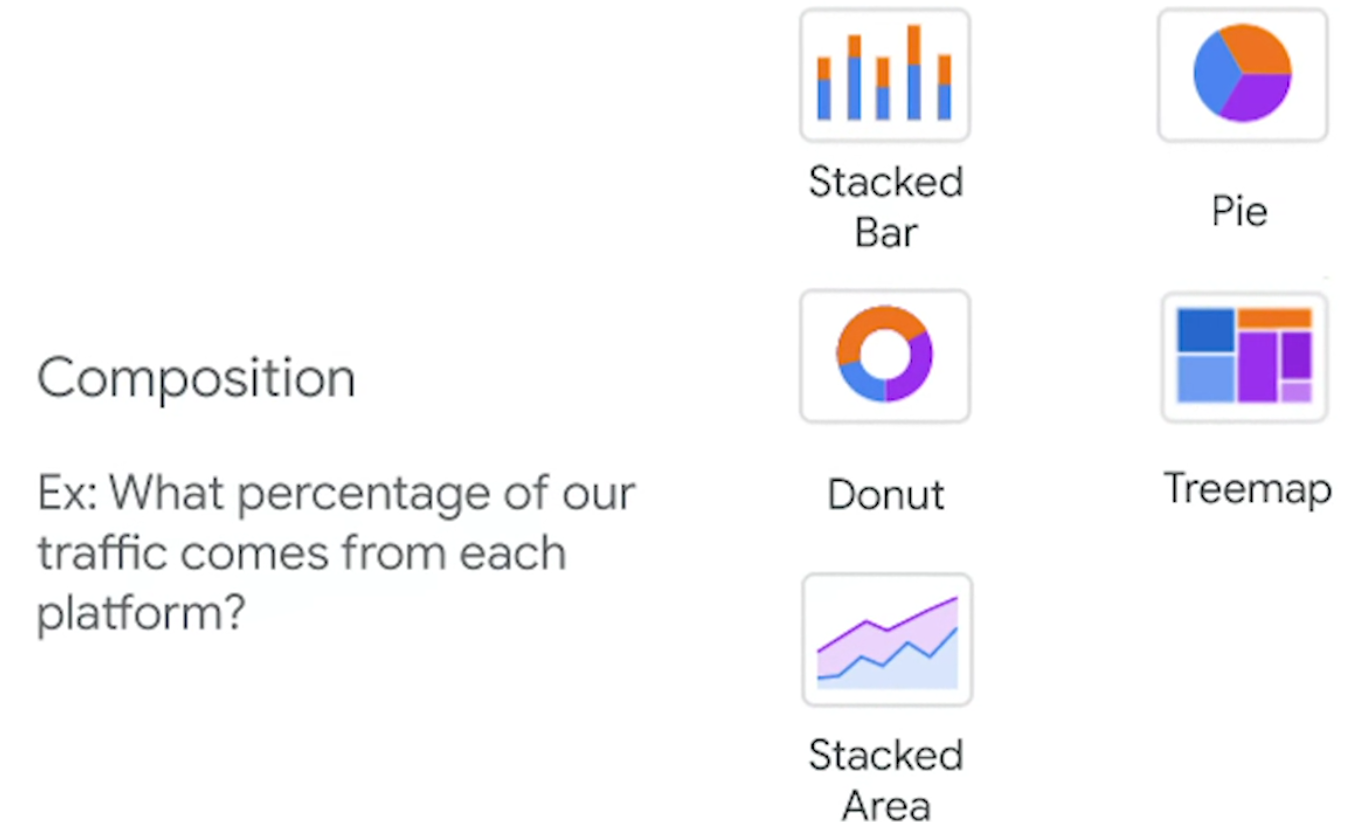 Composition
Ex: What percentage of our
traffic comes from each
platform?
Stacked
Bar
Pie
Donut
Treemap
Stacked
Area